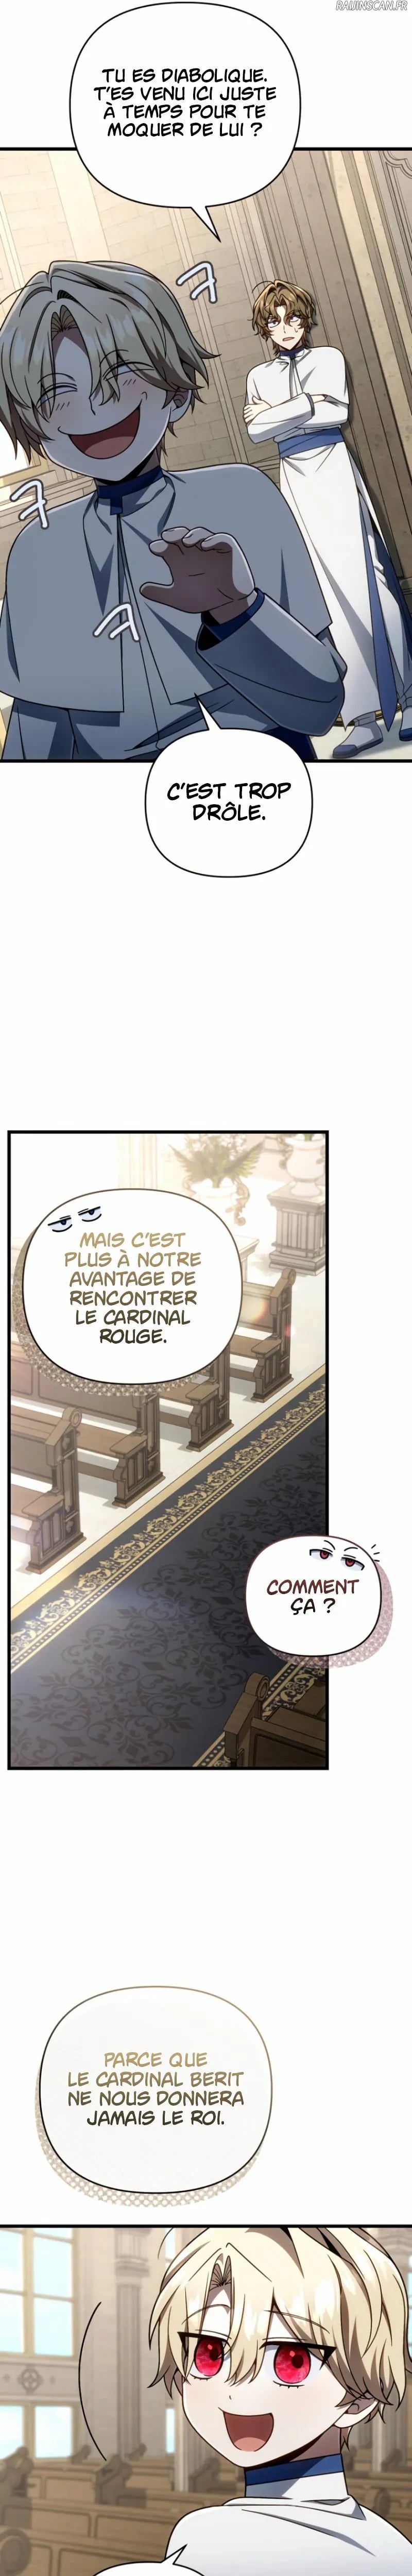 RAIJINSCAN.FR
TU ES DIABOLIQUE.
T'ES VENU ICI JUSTE
À TEMPS POUR TE
MOQUER DE LUI ?
ㅋ
ㅋ
ㅋ
C'EST TROP
DRÔLE.
MAIS C'EST
PLUS À NOTRE
AVANTAGE DE
RENCONTRER
LE CARDINAL
ROUGE.
COMMENT
ÇA ?
PARCE QUE
LE CARDINAL BERIT
NE NOUS DONNERA
JAMAIS LE ROI.